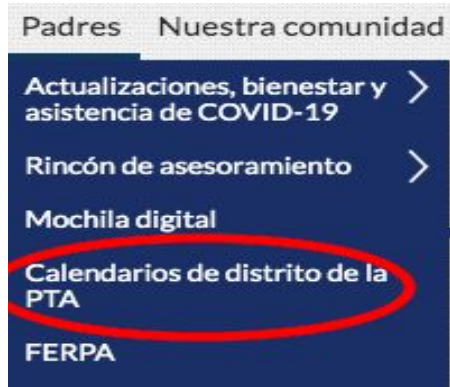 Padres Nuestra comunidad
Actualizaciones, bienestar y
asistencia de COVID-19
Rincón de asesoramiento
Mochila digital
Calendarios de distrito de la
PTA
FERPA